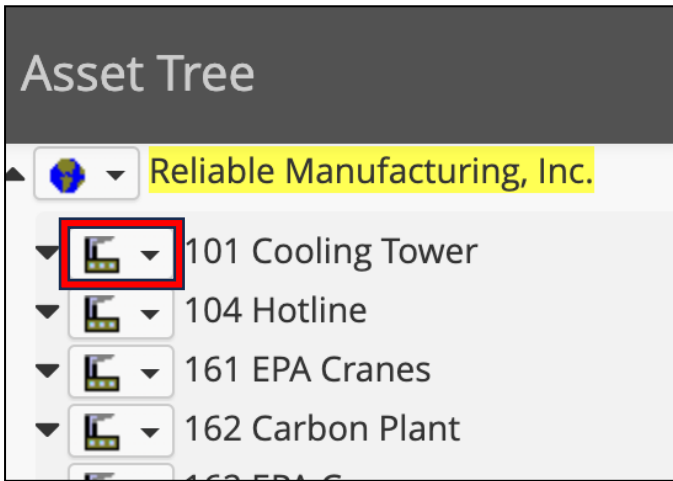 Asset Tree
Reliable Manufacturing, Inc.
101 Cooling Tower
104 Hotline
161 EPA Cranes
162 Carbon Plant